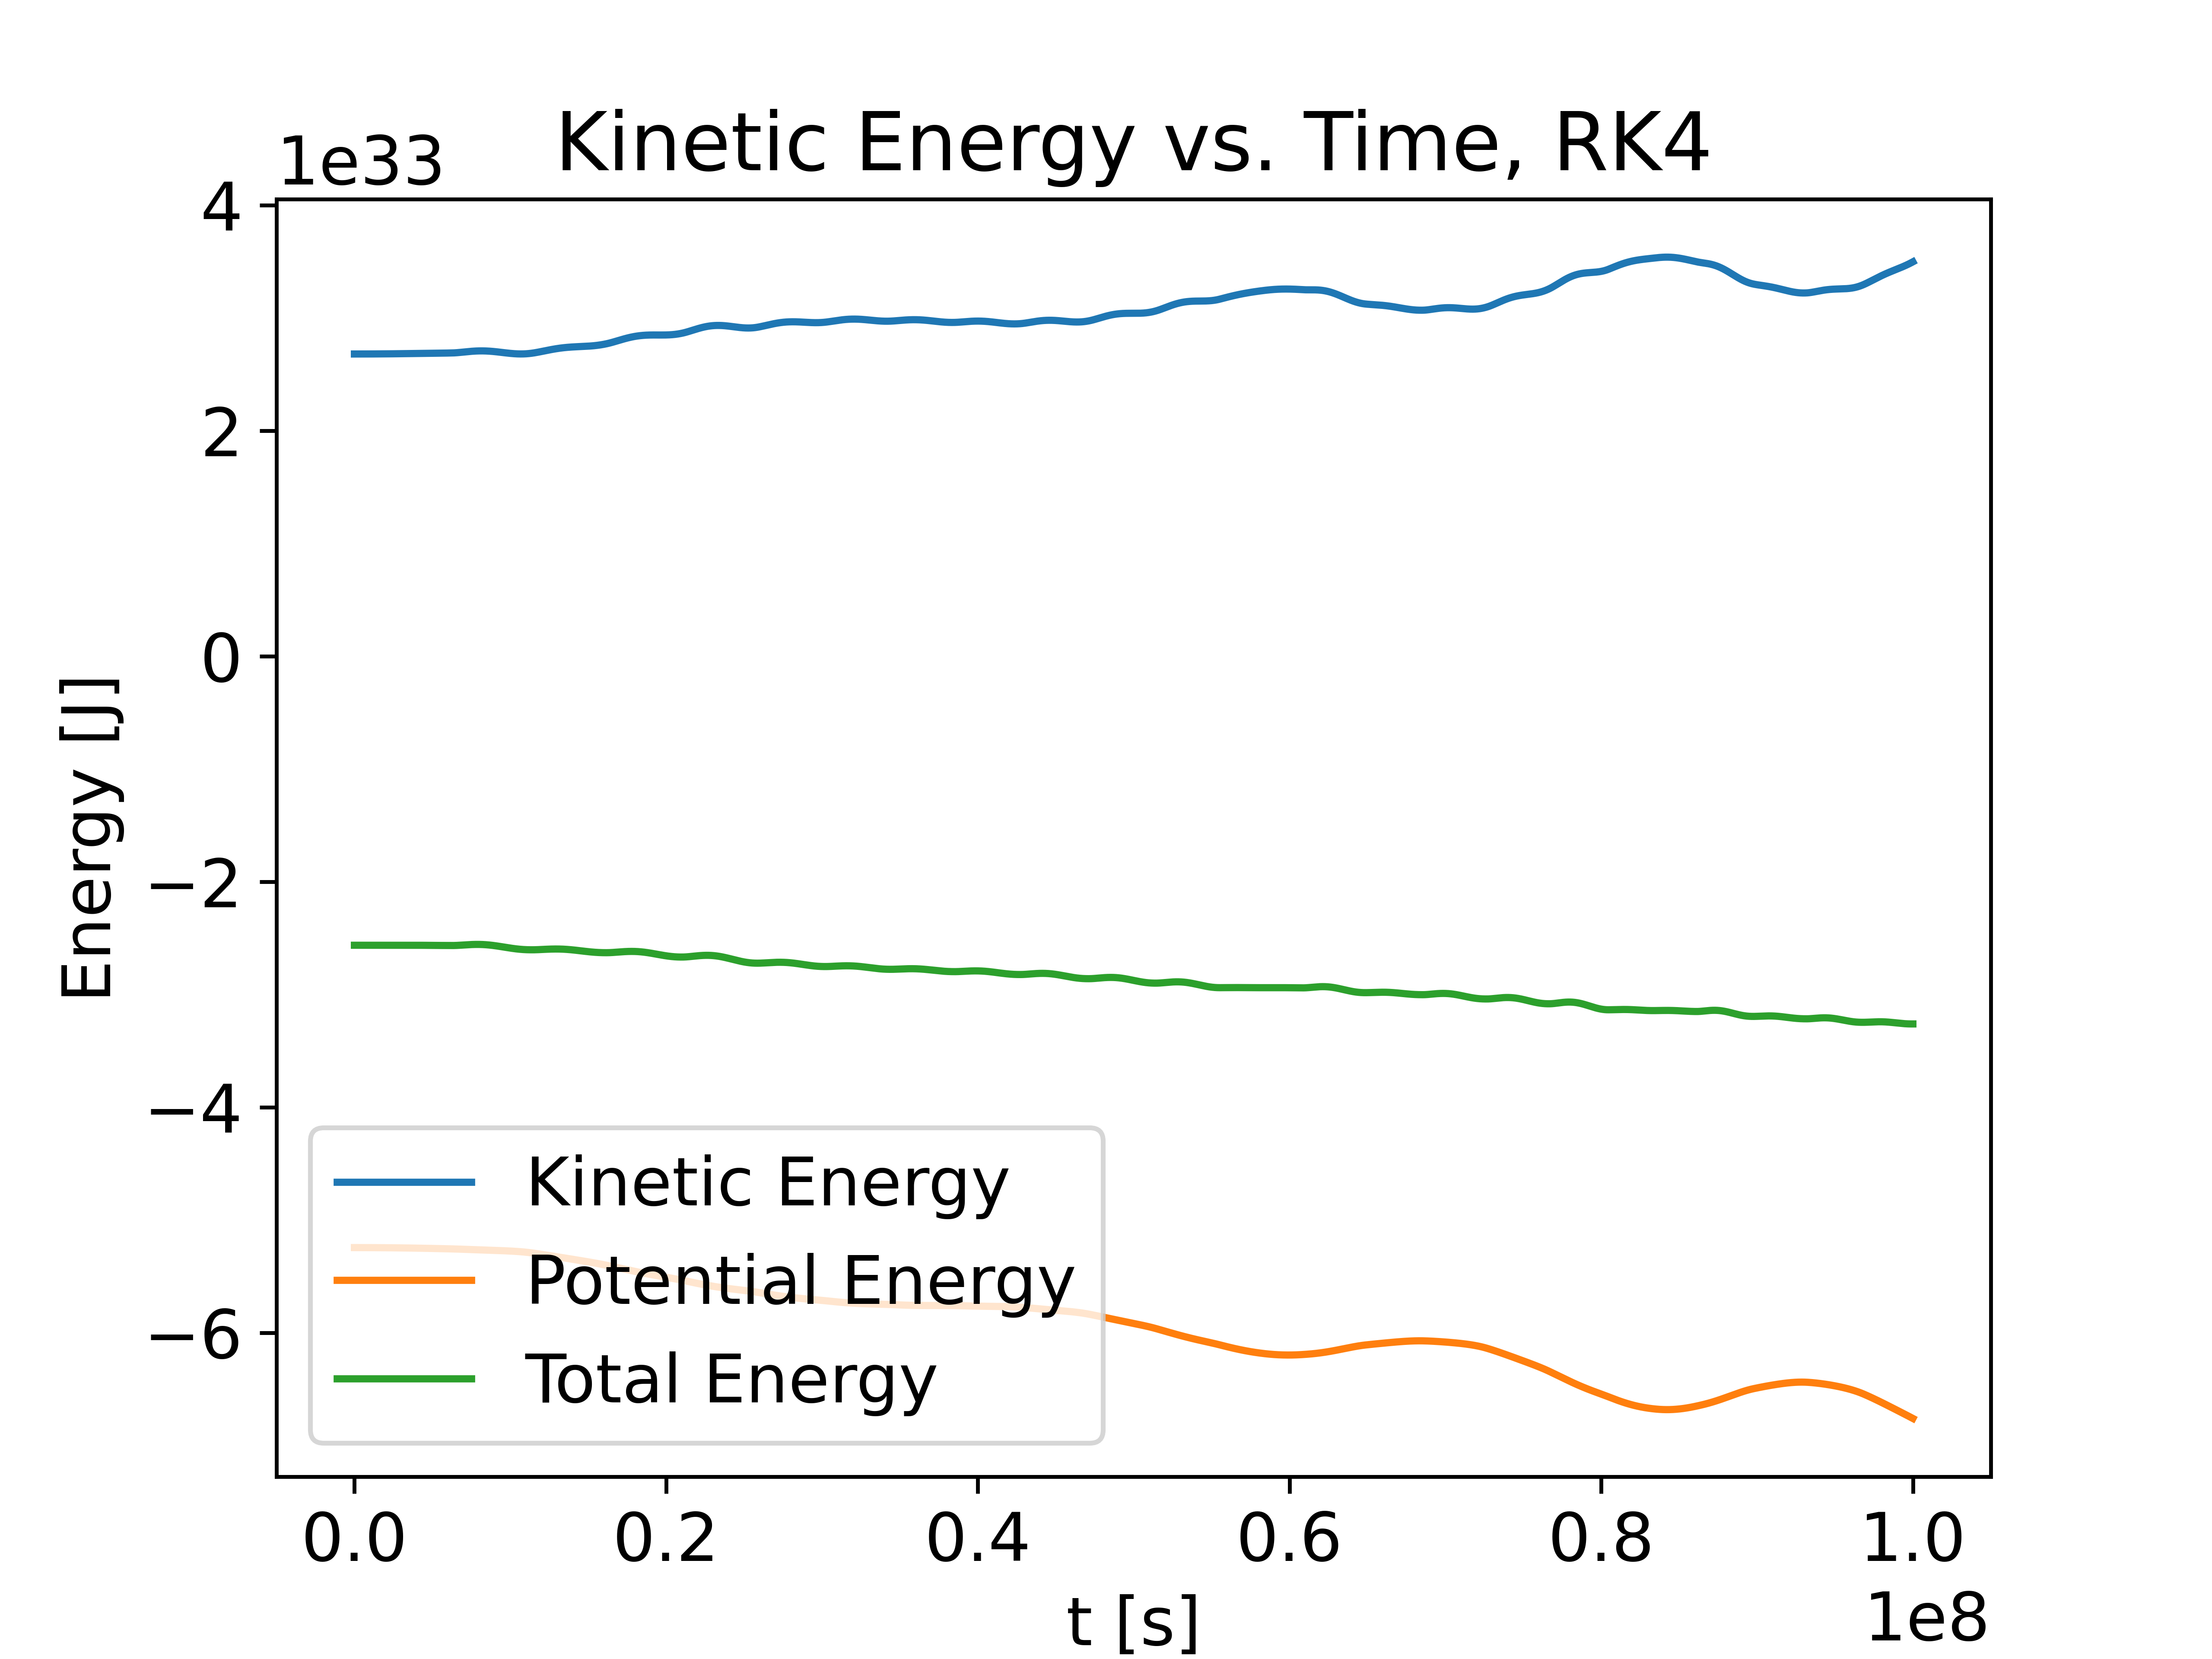 Kinetic Energy vs. Time, RK4
1e33
4
2
0
−2
−4
−6
Energy [J]
Kinetic Energy
Potential Energy
Total Energy
0.0 0.2 0.4 0.6 0.8 1.0
1e8
t [s]